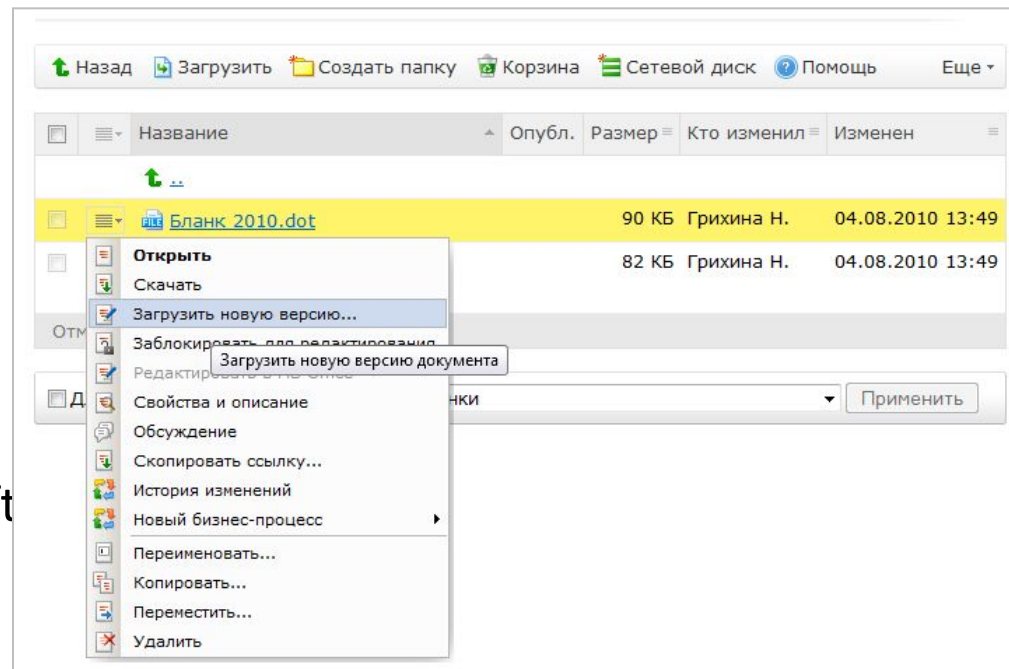 Назад Загрузить Создать папку Корзина Сетевой диск Помощь Еще
Название Опубл. Размер Кто изменил Изменен
..
Бланк 2010.dot 90 КБ Грихина Н. 04.08.2010 13:49
82 КБ Грихина Н. 04.08.2010 13:49
Открыть
Скачать
Загрузить новую версию...
Заблокировать для редактирования
Загрузить новую версию документа
Редактировать
Свойства и описание
Обсуждение
Скопировать ссылку...
История изменений
Новый бизнес-процесс
Переименовать...
Копировать...
Переместить...
Удалить
Применить